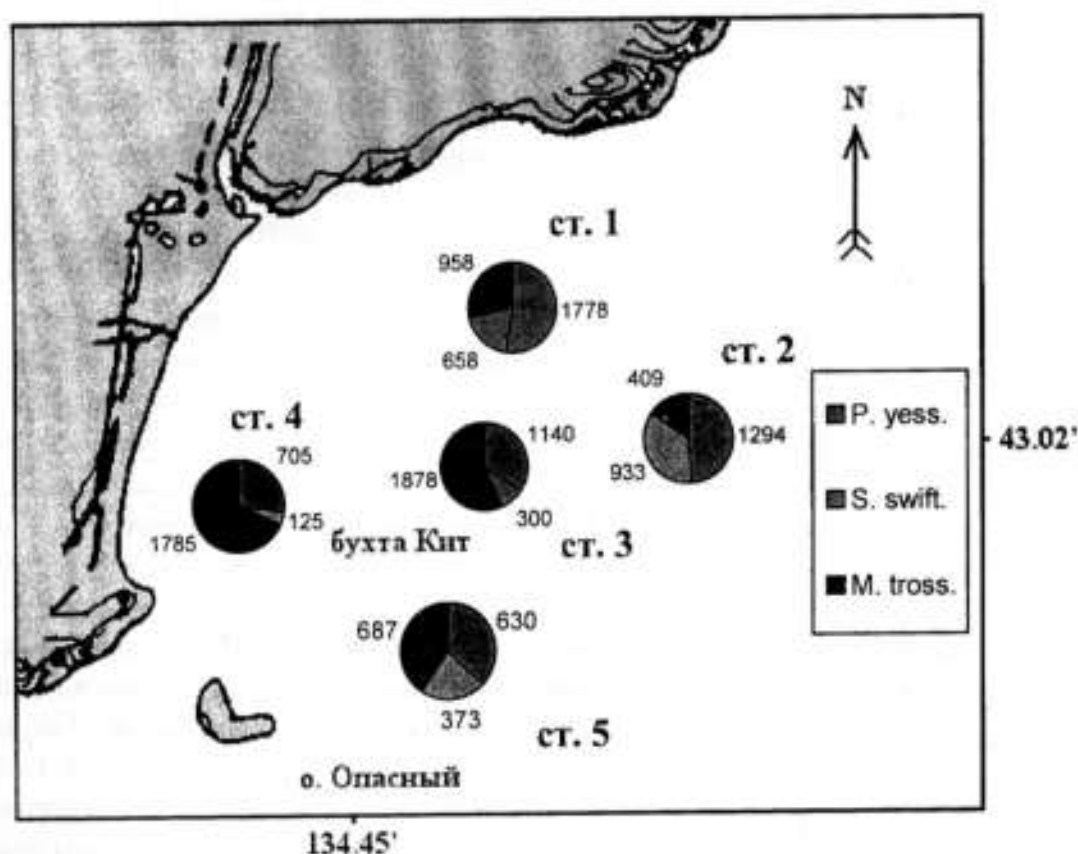 N
ст. 1
958
1778
658
ст. 2
409
1294
933
P. yess.
S. swift.
M. tross.
43.02'
ст. 4
705
125
1785
1140
1878
300
бухта Кит
ст. 3
687
630
373
ст. 5
о. Опасный
134.45'